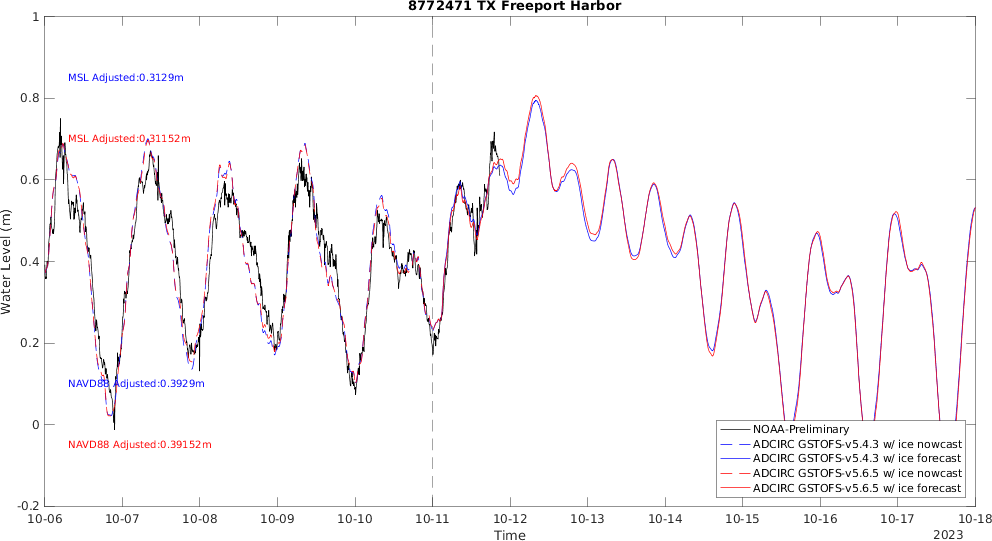 8772471 TX Freeport Harbor
1
0.8
0.6
0.4
0.2
0
-0.2
Water Level (m)
MSL Adjusted:0.3129m
MSL Adjusted:0.31152m
NAVD88 Adjusted:0.3929m
NAVD88 Adjusted:0.39152m
NOAA-Preliminary
ADCIRC GSTOFS-v5.4.3 w/ ice nowcast
ADCIRC GSTOFS-v5.4.3 w/ ice forecast
ADCIRC GSTOFS-v5.6.5 w/ ice nowcast
ADCIRC GSTOFS-v5.6.5 w/ ice forecast
10-06 10-07 10-08 10-09 10-10 10-11 10-12 10-13 10-14 10-15 10-16 10-17 10-18
Time
2023